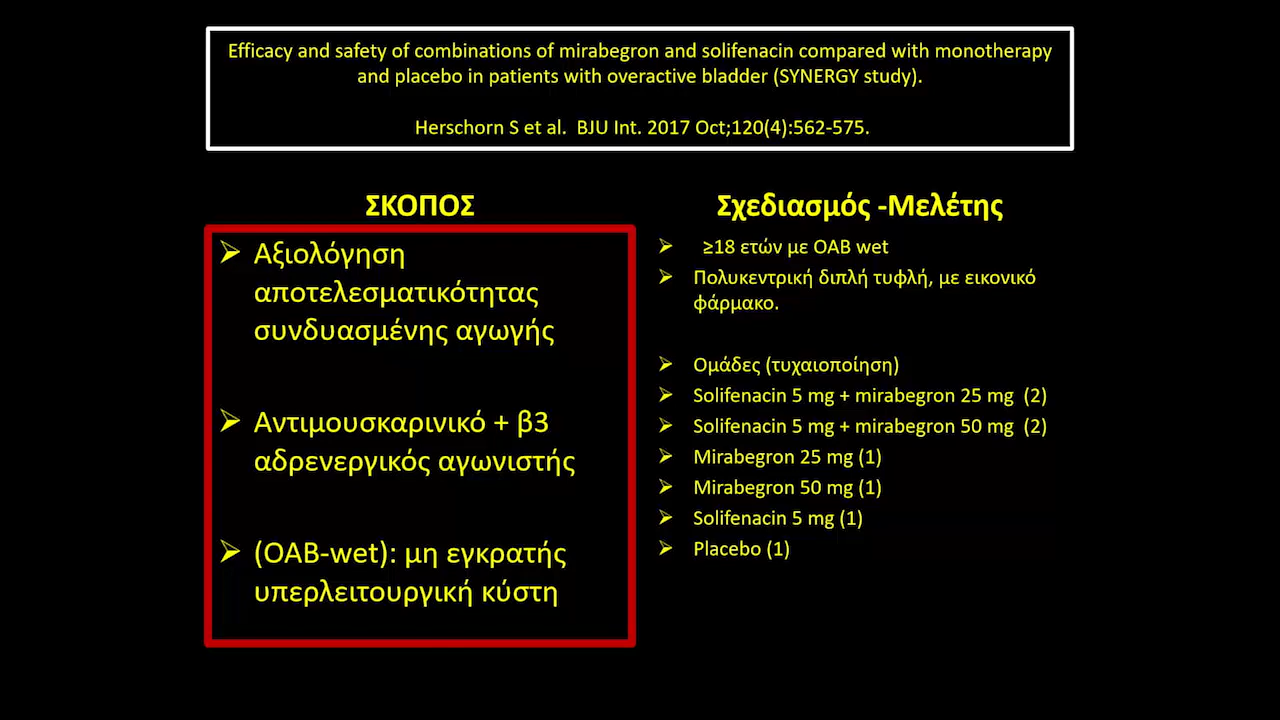 Efficacy and safety of combinations of mirabegron and solifenacin compared with monotherapy
and placebo in patients with overactive bladder (SYNERGY study).
Herschorn S et al.  BJU Int. 2017 Oct;120(4):562-575.
ΣΚΟΠΟΣ
Αξιολόγηση
αποτελεσματικότητας
συνδυασμένης αγωγής
Αντιμουσκαρινικό + β3
αδρενεργικός αγωνιστής
(OAB-wet): μη εγκρατής
υπερλειτουργική κύστη
Σχεδιασμός -Μελέτης
≥18 ετών με OAB wet
Πολυκεντρική διπλή τυφλή, με εικονικό
φάρμακο.
Ομάδες (τυχαιοποίηση)
Solifenacin 5 mg + mirabegron 25 mg  (2)
Solifenacin 5 mg + mirabegron 50 mg  (2)
Mirabegron 25 mg (1)
Mirabegron 50 mg (1)
Solifenacin 5 mg (1)
Placebo (1)